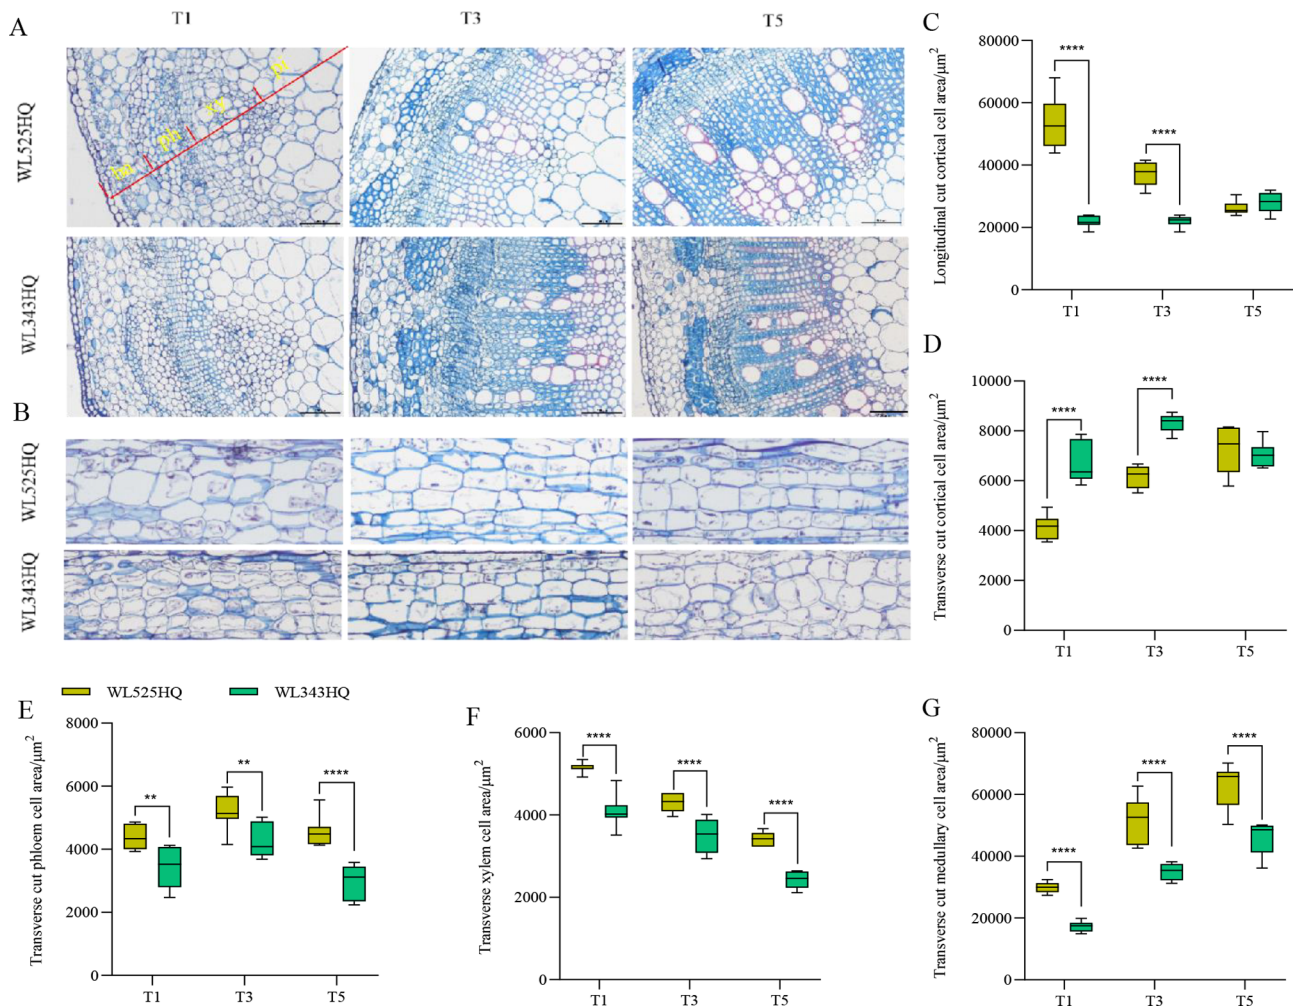 T1 T3 T5
A
WL525HQ
ph
xy
pi
WL343HQ
B
WL525HQ
WL343HQ
C
Longitudinal cut cortical cell area/μm²
80000
60000
40000
20000
0
****
****
T1 T3 T5
D
Transverse cut cortical cell area/μm²
10000
8000
6000
4000
2000
0
****
****
T1 T3 T5
WL525HQ WL343HQ
E
Transverse cut phloem cell area/μm²
8000
6000
4000
2000
0
**
**
****
T1 T3 T5
F
Transverse xylem cell area/μm²
6000
4000
2000
0
****
****
****
T1 T3 T5
G
Transverse cut medullary cell area/μm²
80000
60000
40000
20000
0
****
****
****
T1 T3 T5